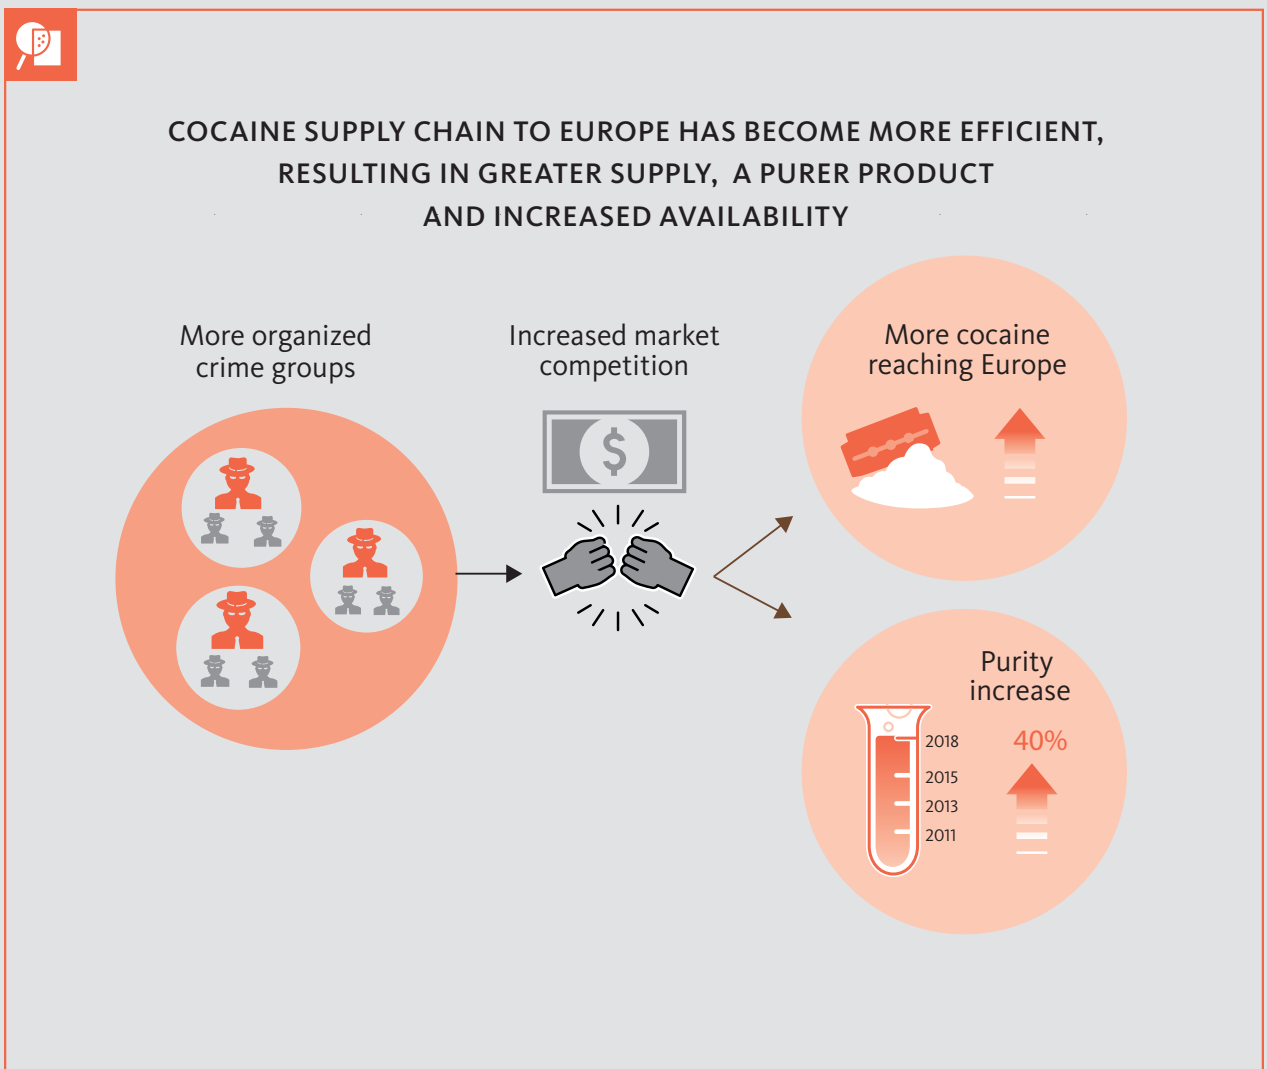 COCAINE SUPPLY CHAIN TO EUROPE HAS BECOME MORE EFFICIENT,
RESULTING IN GREATER SUPPLY, A PURER PRODUCT
AND INCREASED AVAILABILITY
More organized
crime groups
Increased market
competition
$
More cocaine
reaching Europe
Purity
increase
40%
2018
2015
2013
2011